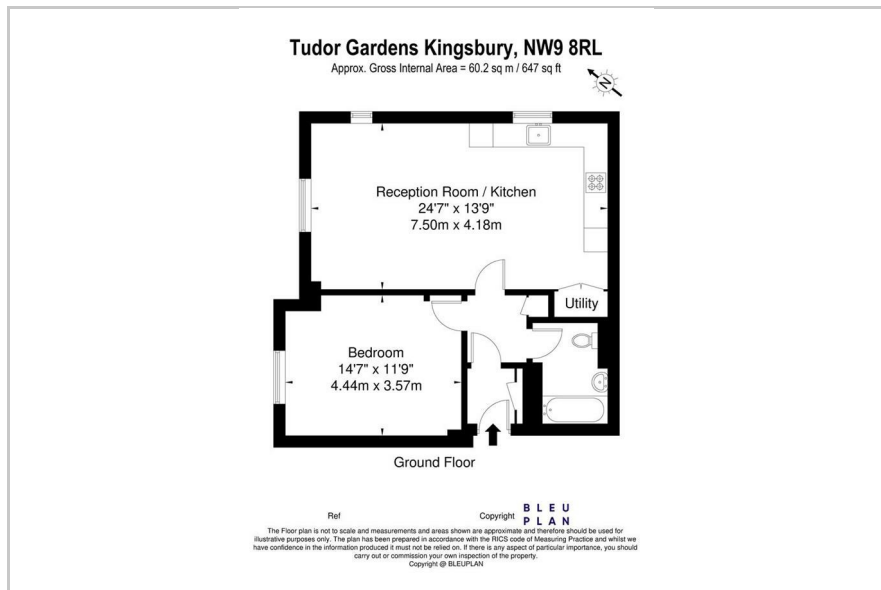 Tudor Gardens Kingsbury, NW9 8RL
Approx. Gross Internal Area = 60.2 sq m / 647 sq ft
N
Reception Room / Kitchen
24'7" x 13'9"
7.50m x 4.18m
Utility
Bedroom
14'7" x 11'9"
4.44m x 3.57m
Ground Floor
Ref
Copyright
BLEU
PLAN
The Floor plan is not to scale and measurements and areas shown are approximate and therefore should be used for
illustrative purposes only. The plan has been prepared in accordance with the RICS code of Measuring Practice and whilst we
have confidence in the information produced it must not be relied on. If there is any aspect of particular importance, you should
carry out or commission your own inspection of the property.
Copyright @ BLEUPLAN